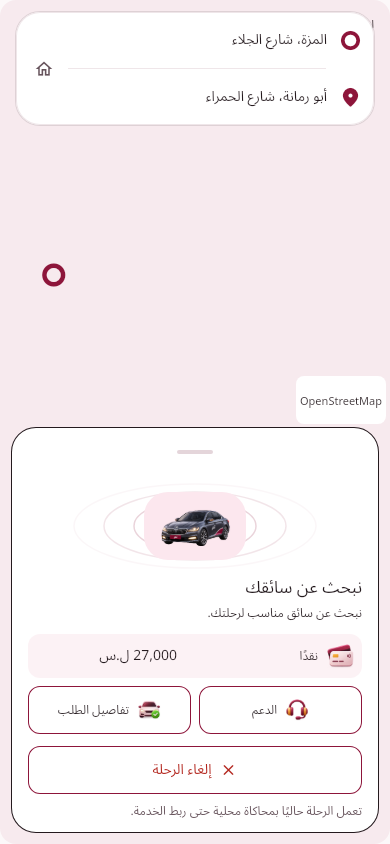 المزة، شارع الجلاء
أبو رمانة، شارع الحمراء
OpenStreetMap
نبحث عن سائقك
نبحث عن سائق مناسب لرحلتك.
نقدًا
27,000 ل.س
الدعم
تفاصيل الطلب
إلغاء الرحلة
تعمل الرحلة حاليًا بمحاكاة محلية حتى ربط الخدمة.